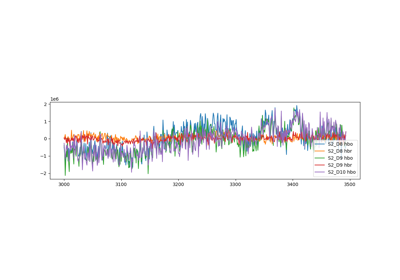 1e6
2
1
0
−1
−2
S2_D8 hbo
S2_D8 hbr
S2_D9 hbo
S2_D9 hbr
S2_D10 hbo
3000 3100 3200 3300 3400 3500